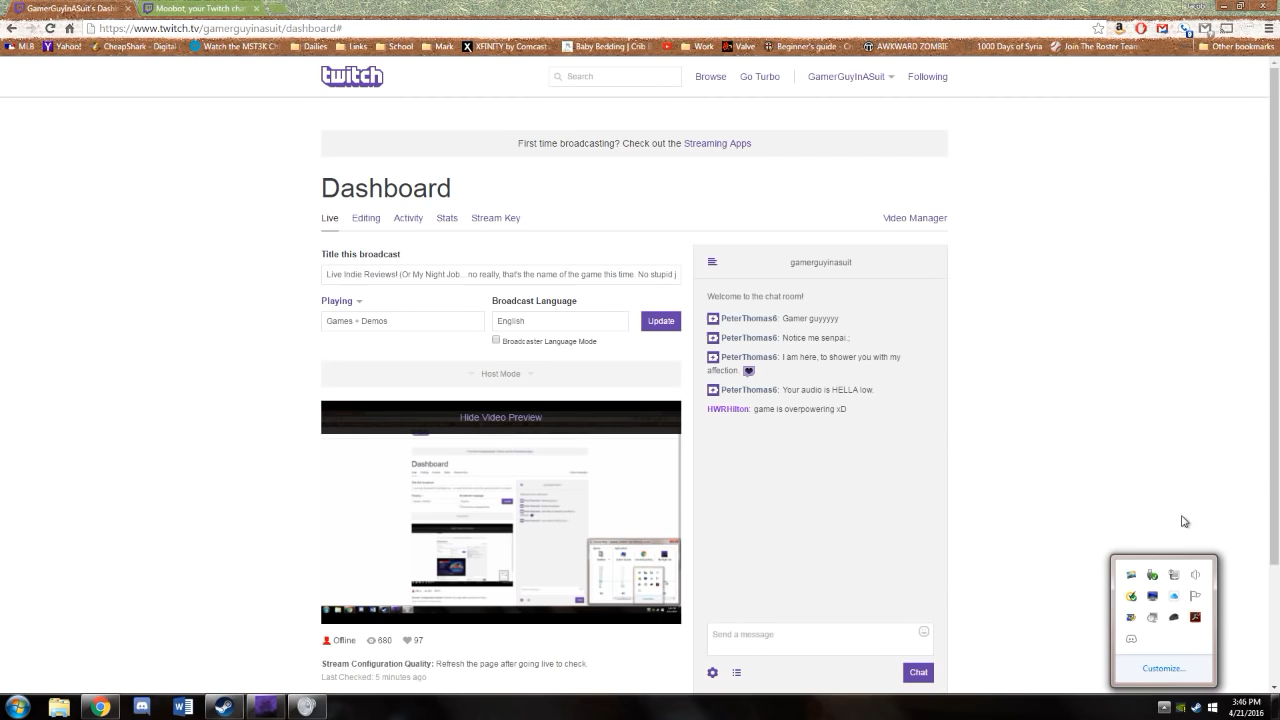 GamerGuyInASuit's Das
Moobot, your Twitch chat
https://www.twitch.tv/gamerguyinasuit/dashboard#
MLB
Yahoo!
CheapShark - Digital
Watch the MST3K Cine
Dailies
Links
School
Mark
XFINITY by Comcast
Baby Bedding | Crib B
Work
Valve
Beginner's guide - Co
AWKWARD ZOMBIE
1000 Days of Syria
Join The Roster Team
Other bookmarks
twitch
Search
Browse
Go Turbo
GamerGuyInASuit
Following
First time broadcasting? Check out the Streaming Apps
Dashboard
Live
Editing
Activity
Stats
Stream Key
Video Manager
Title this broadcast
Live Indie Reviews! (Or My Night Job...no really, that's the name of the game this time. No stupid j
Playing
Broadcast Language
Games + Demos
English
Update
Broadcaster Language Mode
Host Mode
Hide Video Preview
Dashboard
Offline
680
97
Stream Configuration Quality: Refresh the page after going live to check.
Last Checked: 5 minutes ago
gamerguyinasuit
Welcome to the chat room!
PeterThomas6: Gamer guyyyyy
PeterThomas6: Notice me senpai.;
PeterThomas6: I am here, to shower you with my
affection.
PeterThomas6: Your audio is HELLA low.
HWRHilton: game is overpowering xD
Send a message
Chat
Customize...
3:46 PM
4/21/2016